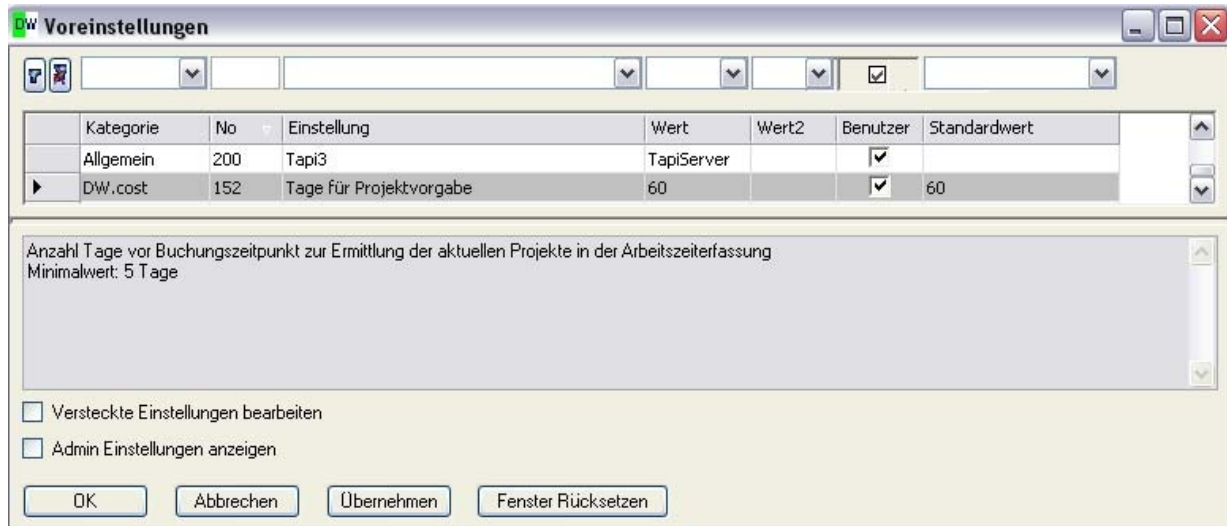 DW Voreinstellungen
Kategorie No Einstellung Wert Wert2 Benutzer Standardwert
Allgemein 200 Tapi3 TapiServer
DW.cost 152 Tage für Projektvorgabe 60 60
Anzahl Tage vor Buchungszeitpunkt zur Ermittlung der aktuellen Projekte in der Arbeitszeiterfassung
Minimalwert: 5 Tage
Versteckte Einstellungen bearbeiten
Admin Einstellungen anzeigen
OK Abbrechen Übernehmen Fenster Rücksetzen